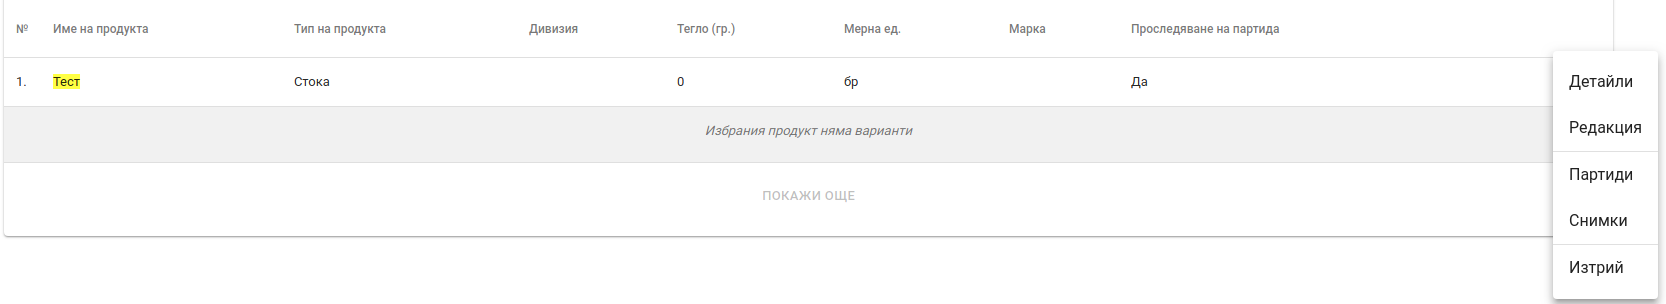 № Име на продукта Тип на продукта Дивизия Тегло (гр.) Мерна ед. Марка Проследяване на партида
1. Тест Стока 0 бр Да
Избрания продукт няма варианти
ПОКАЖИ ОЩЕ
Детайли
Редакция
Партиди
Снимки
Изтрий